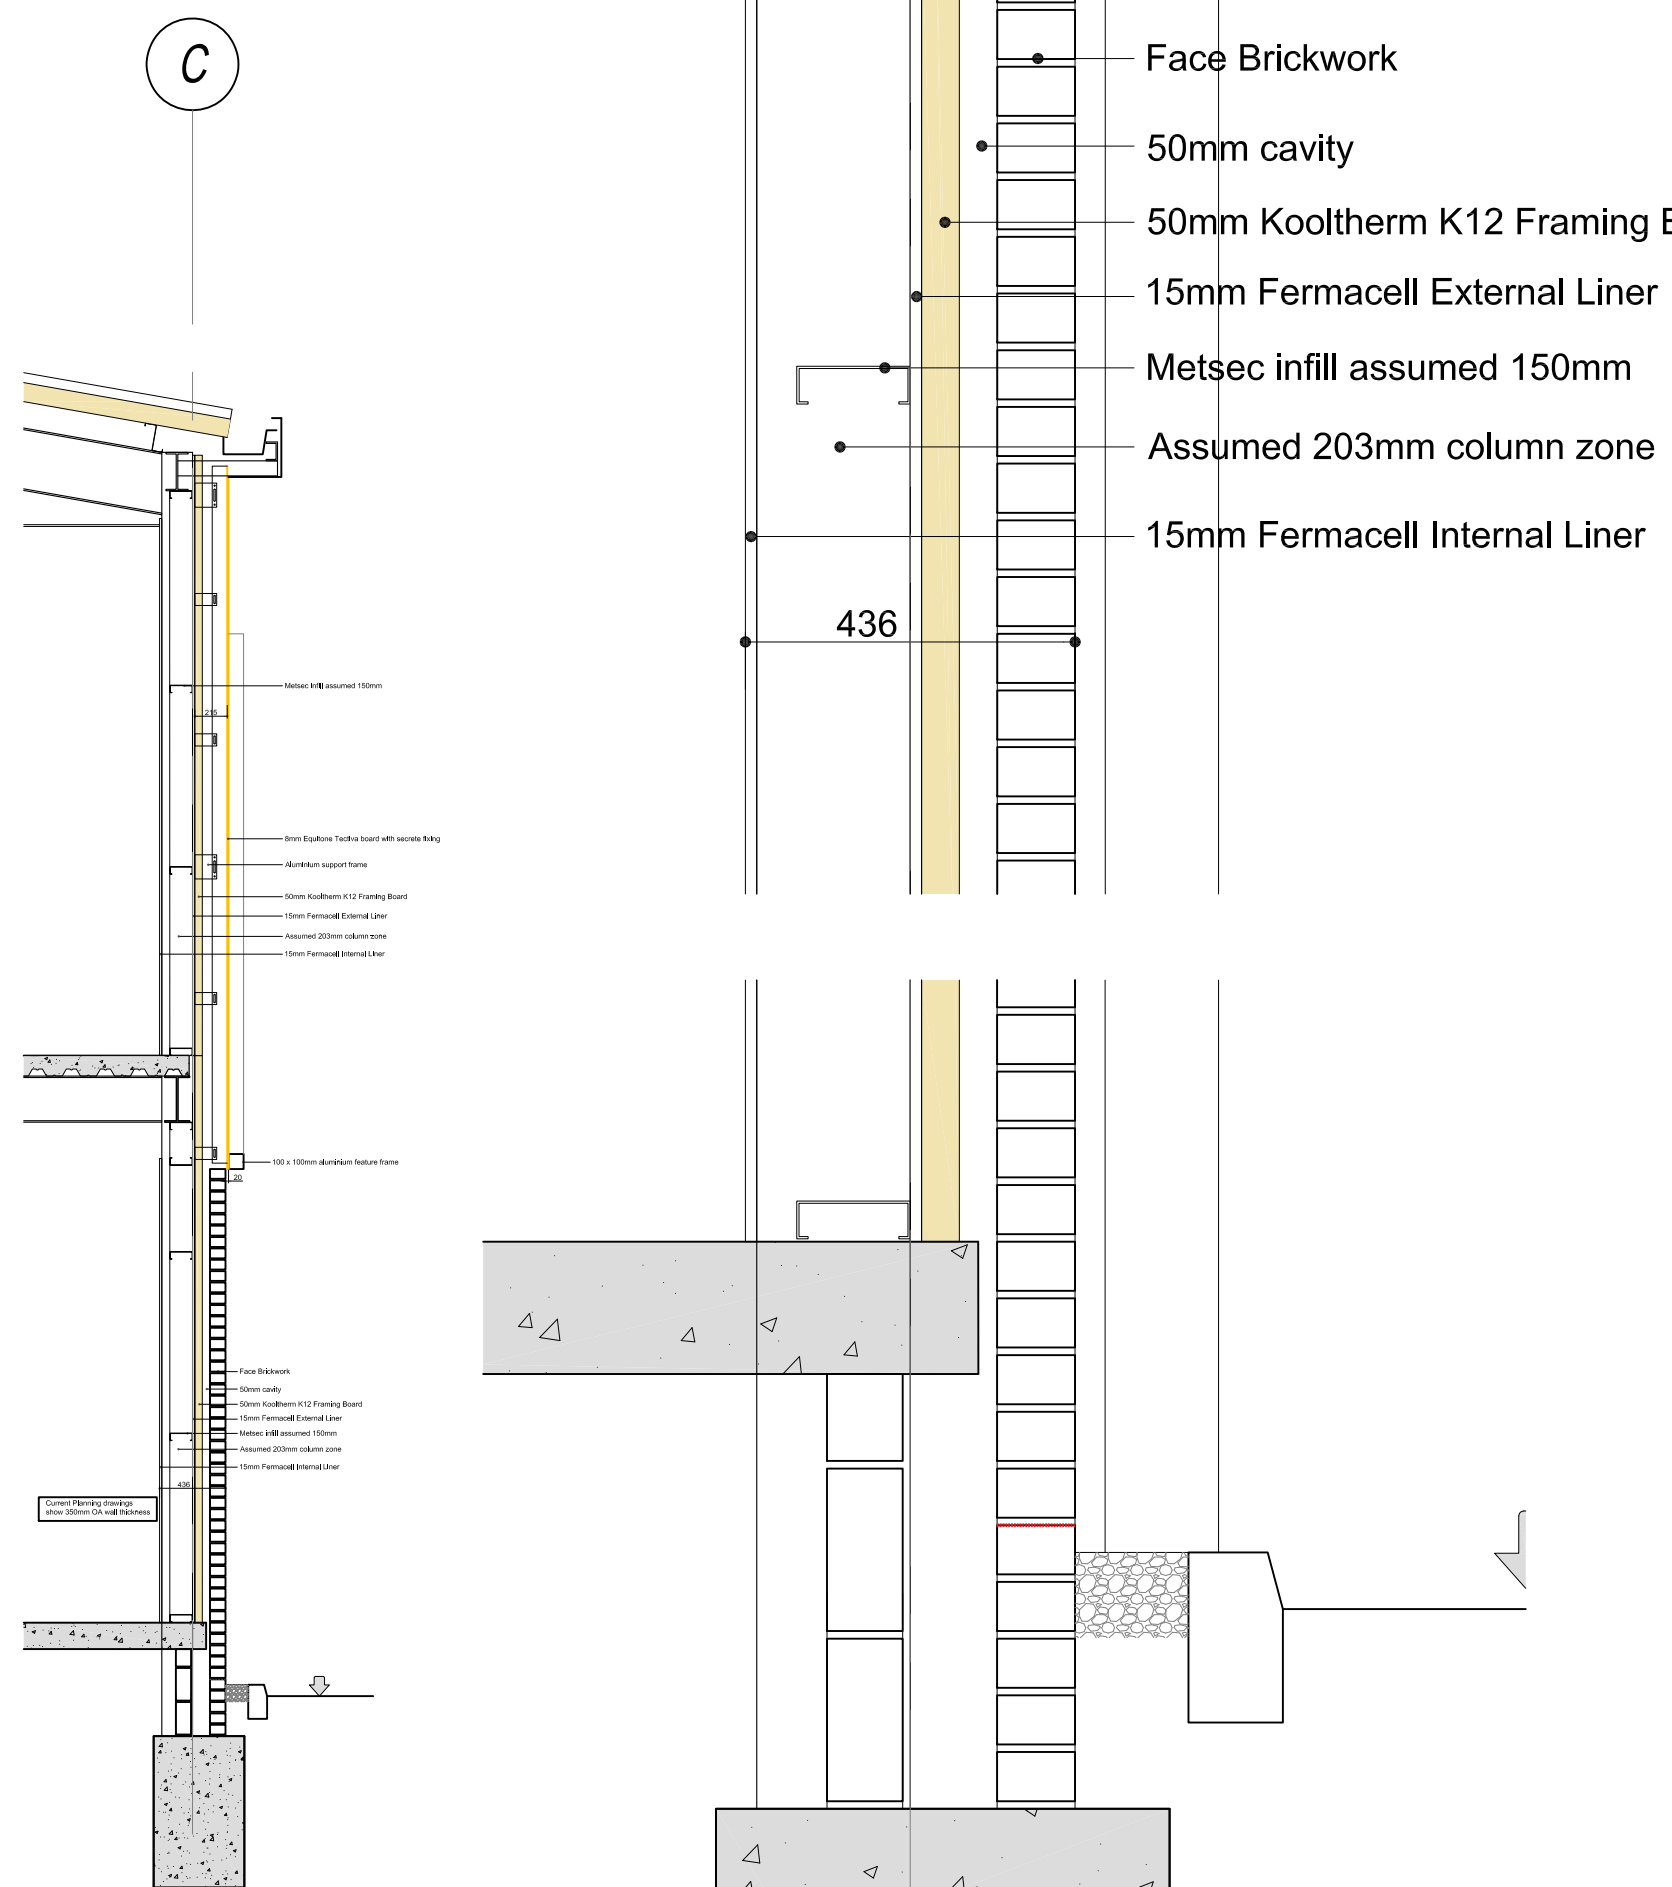 C
Face Brickwork
50mm cavity
50mm Kooltherm K12 Framing
15mm Fermacell External Liner
Metsec infill assumed 150mm
Assumed 203mm column zone
15mm Fermacell Internal Liner
436
Metsec infill assumed 150mm
215
8mm Equitone Tectiva board with secrete fixing
Aluminium support frame
50mm Kooltherm K12 Framing Board
15mm Fermacell External Liner
Assumed 203mm column zone
15mm Fermacell Internal Liner
100 x 100mm aluminium feature frame
20
Face Brickwork
50mm cavity
50mm Kooltherm K12 Framing Board
15mm Fermacell External Liner
Metsec infill assumed 150mm
Assumed 203mm column zone
15mm Fermacell Internal Liner
436
Current Planning drawings
show 350mm OA wall thickness